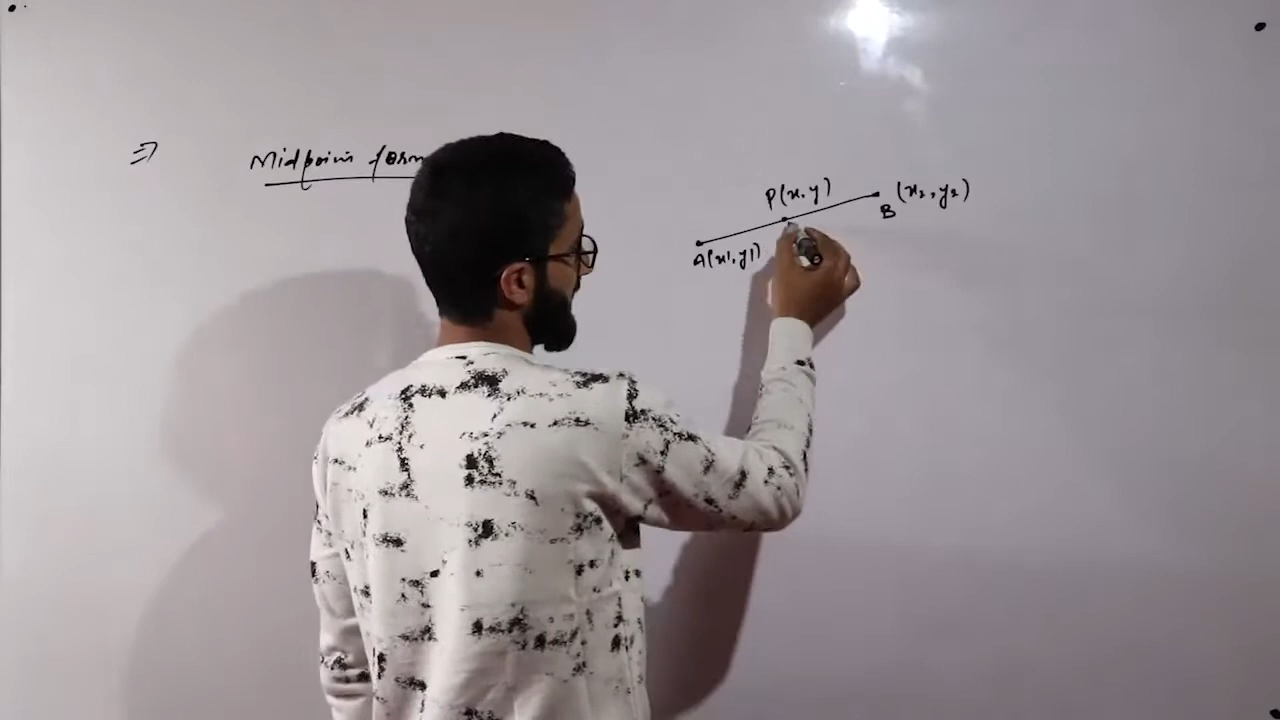 ⇒ Midpoint form
P(x, y)
B (x₂, y₂)
A(x₁, y₁)